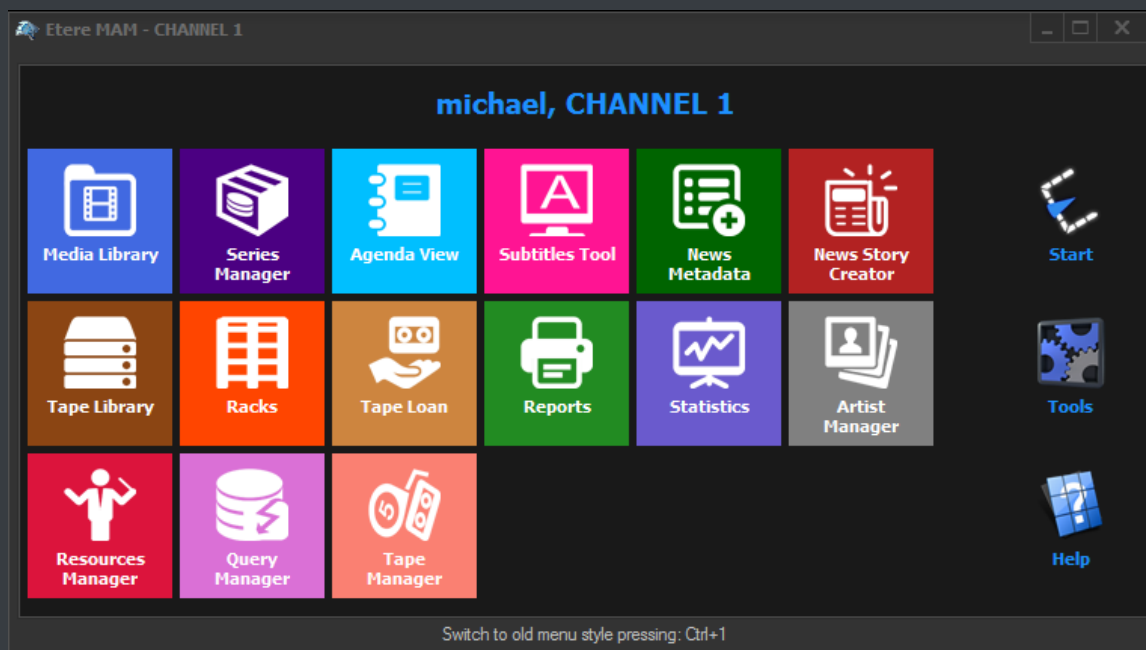 Etere MAM - CHANNEL 1
michael, CHANNEL 1
Media Library
Series
Manager
Agenda View
A
Subtitles Tool
News
Metadata
News Story
Creator
Start
Tape Library
Racks
Tape Loan
Reports
Statistics
Artist
Manager
Tools
Resources
Manager
Query
Manager
5
Tape
Manager
?
Help
Switch to old menu style pressing: Ctrl+1